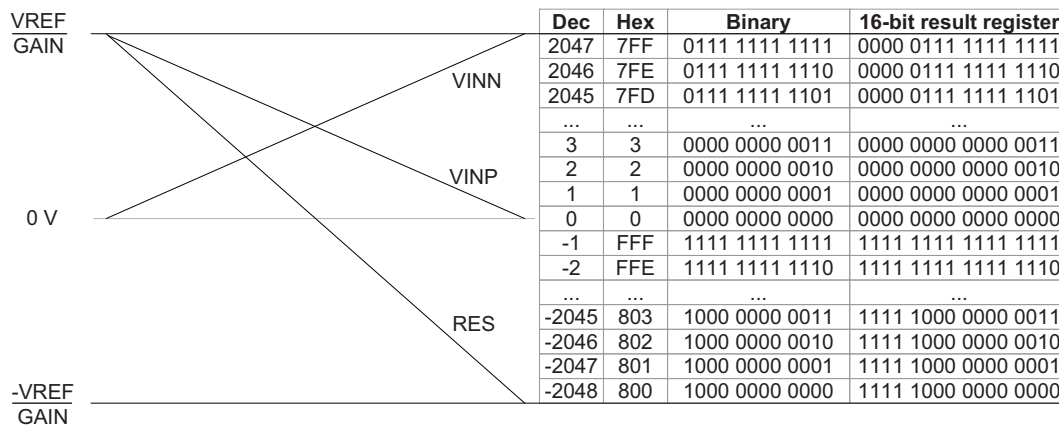 VREF
GAIN
VINN
VINP
0 V
RES
-VREF
GAIN
Dec Hex Binary 16-bit result register
2047 7FF 0111 1111 1111 0000 0111 1111 1111
2046 7FE 0111 1111 1110 0000 0111 1111 1110
2045 7FD 0111 1111 1101 0000 0111 1111 1101
... ... ... ...
3 3 0000 0000 0011 0000 0000 0000 0011
2 2 0000 0000 0010 0000 0000 0000 0010
1 1 0000 0000 0001 0000 0000 0000 0001
0 0 0000 0000 0000 0000 0000 0000 0000
-1 FFF 1111 1111 1111 1111 1111 1111 1111
-2 FFE 1111 1111 1110 1111 1111 1111 1110
... ... ... ...
-2045 803 1000 0000 0011 1111 1000 0000 0011
-2046 802 1000 0000 0010 1111 1000 0000 0010
-2047 801 1000 0000 0001 1111 1000 0000 0001
-2048 800 1000 0000 0000 1111 1000 0000 0000